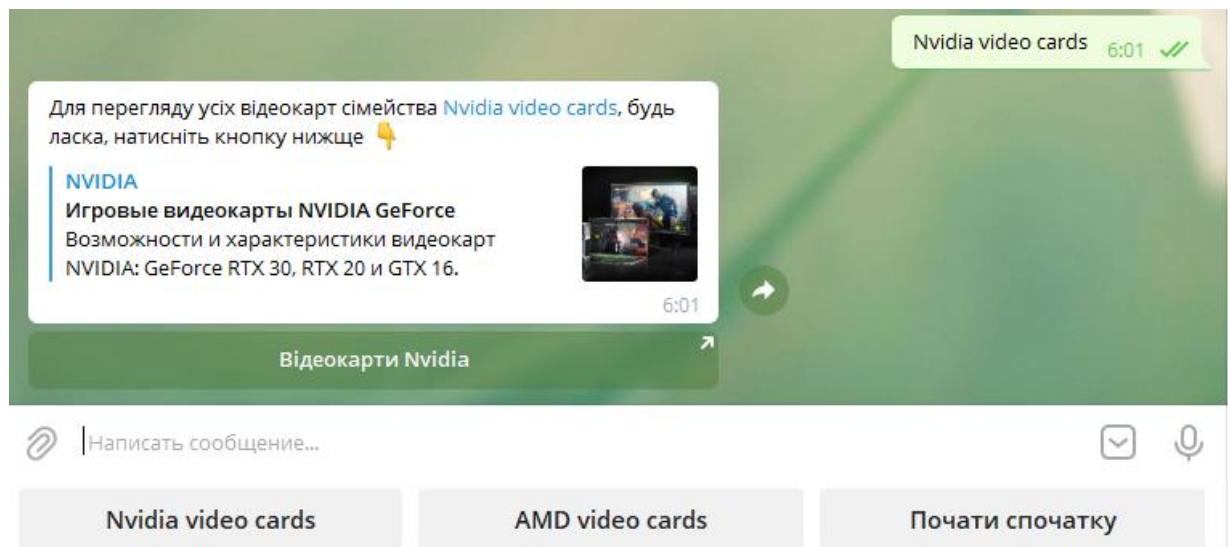 Nvidia video cards 6:01
Для перегляду усіх відеокарт сімейства Nvidia video cards, будь
ласка, натисніть кнопку нижще 👇
NVIDIA
Игровые видеокарты NVIDIA GeForce
Возможности и характеристики видеокарт
NVIDIA: GeForce RTX 30, RTX 20 и GTX 16.
6:01
Відеокарти Nvidia
Написать сообщение...
Nvidia video cards
AMD video cards
Почати спочатку